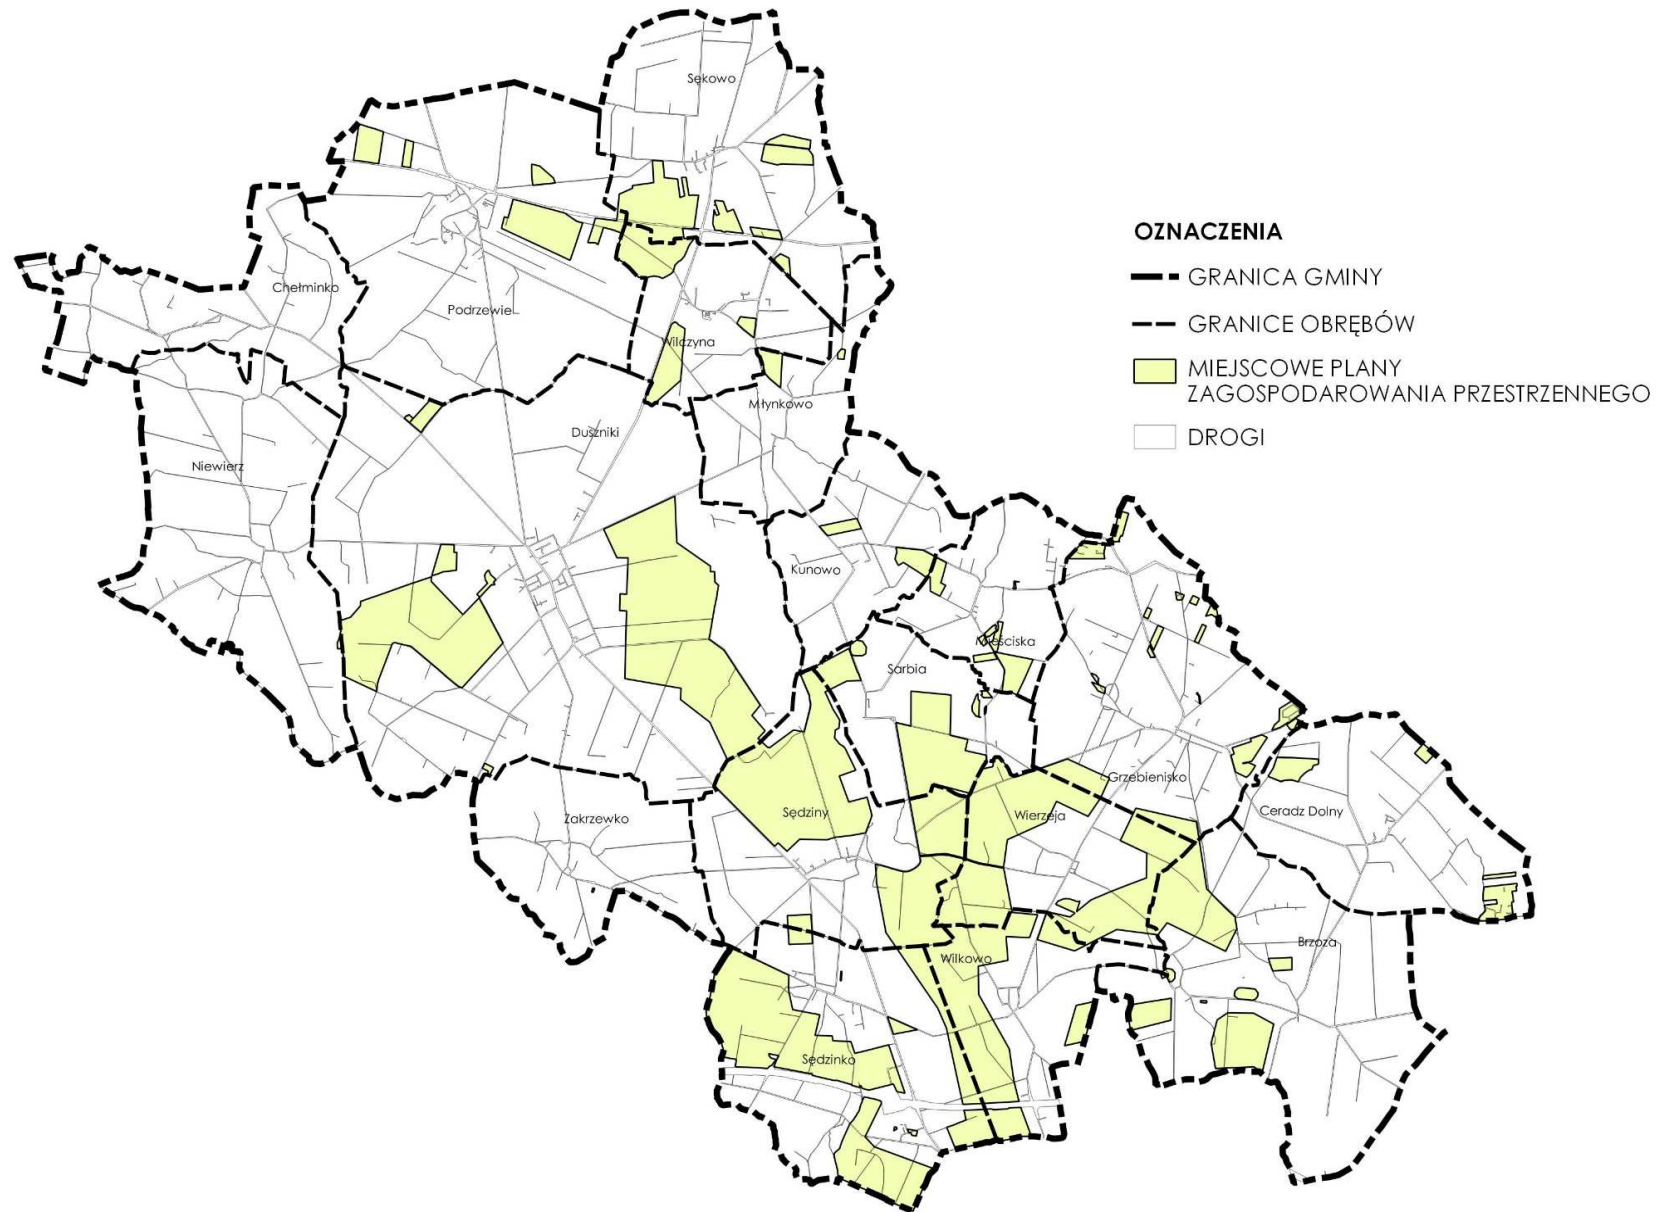 Sękowo
OZNACZENIA
GRANICA GMINY
Chełminko
Podrzewie
GRANICE OBRĘBÓW
Wilczyna
MIEJSCOWE PLANY
ZAGOSPODAROWANIA PRZESTRZENNEGO
Młynkowo
Duszniki
DROGI
Niewierz
Kunowo
Mieściska
Sarbia
Grzebienisko
Sędziny
Wierzeja
Ceradz Dolny
Zakrzewko
Brzoza
Wilkowo
Sędzinko